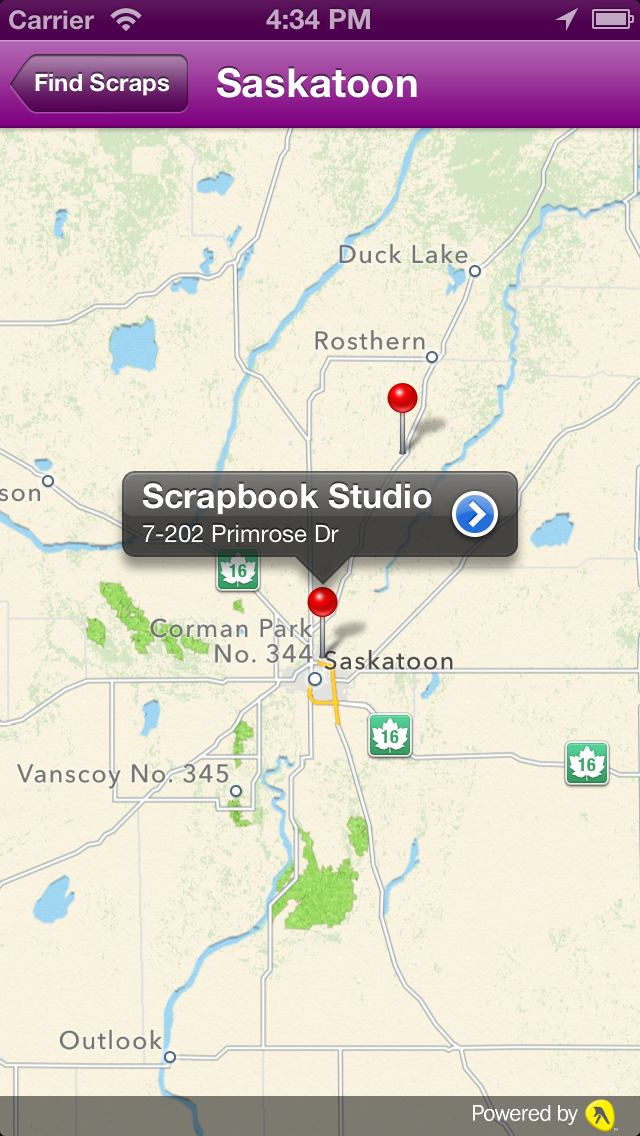 Carrier 4:34 PM
Find Scraps Saskatoon
Duck Lake
Rosthern
son
Scrapbook Studio
7-202 Primrose Dr
16
Corman Park
No. 344
Saskatoon
16
16
Vanscoy No. 345
Outlook
Powered by